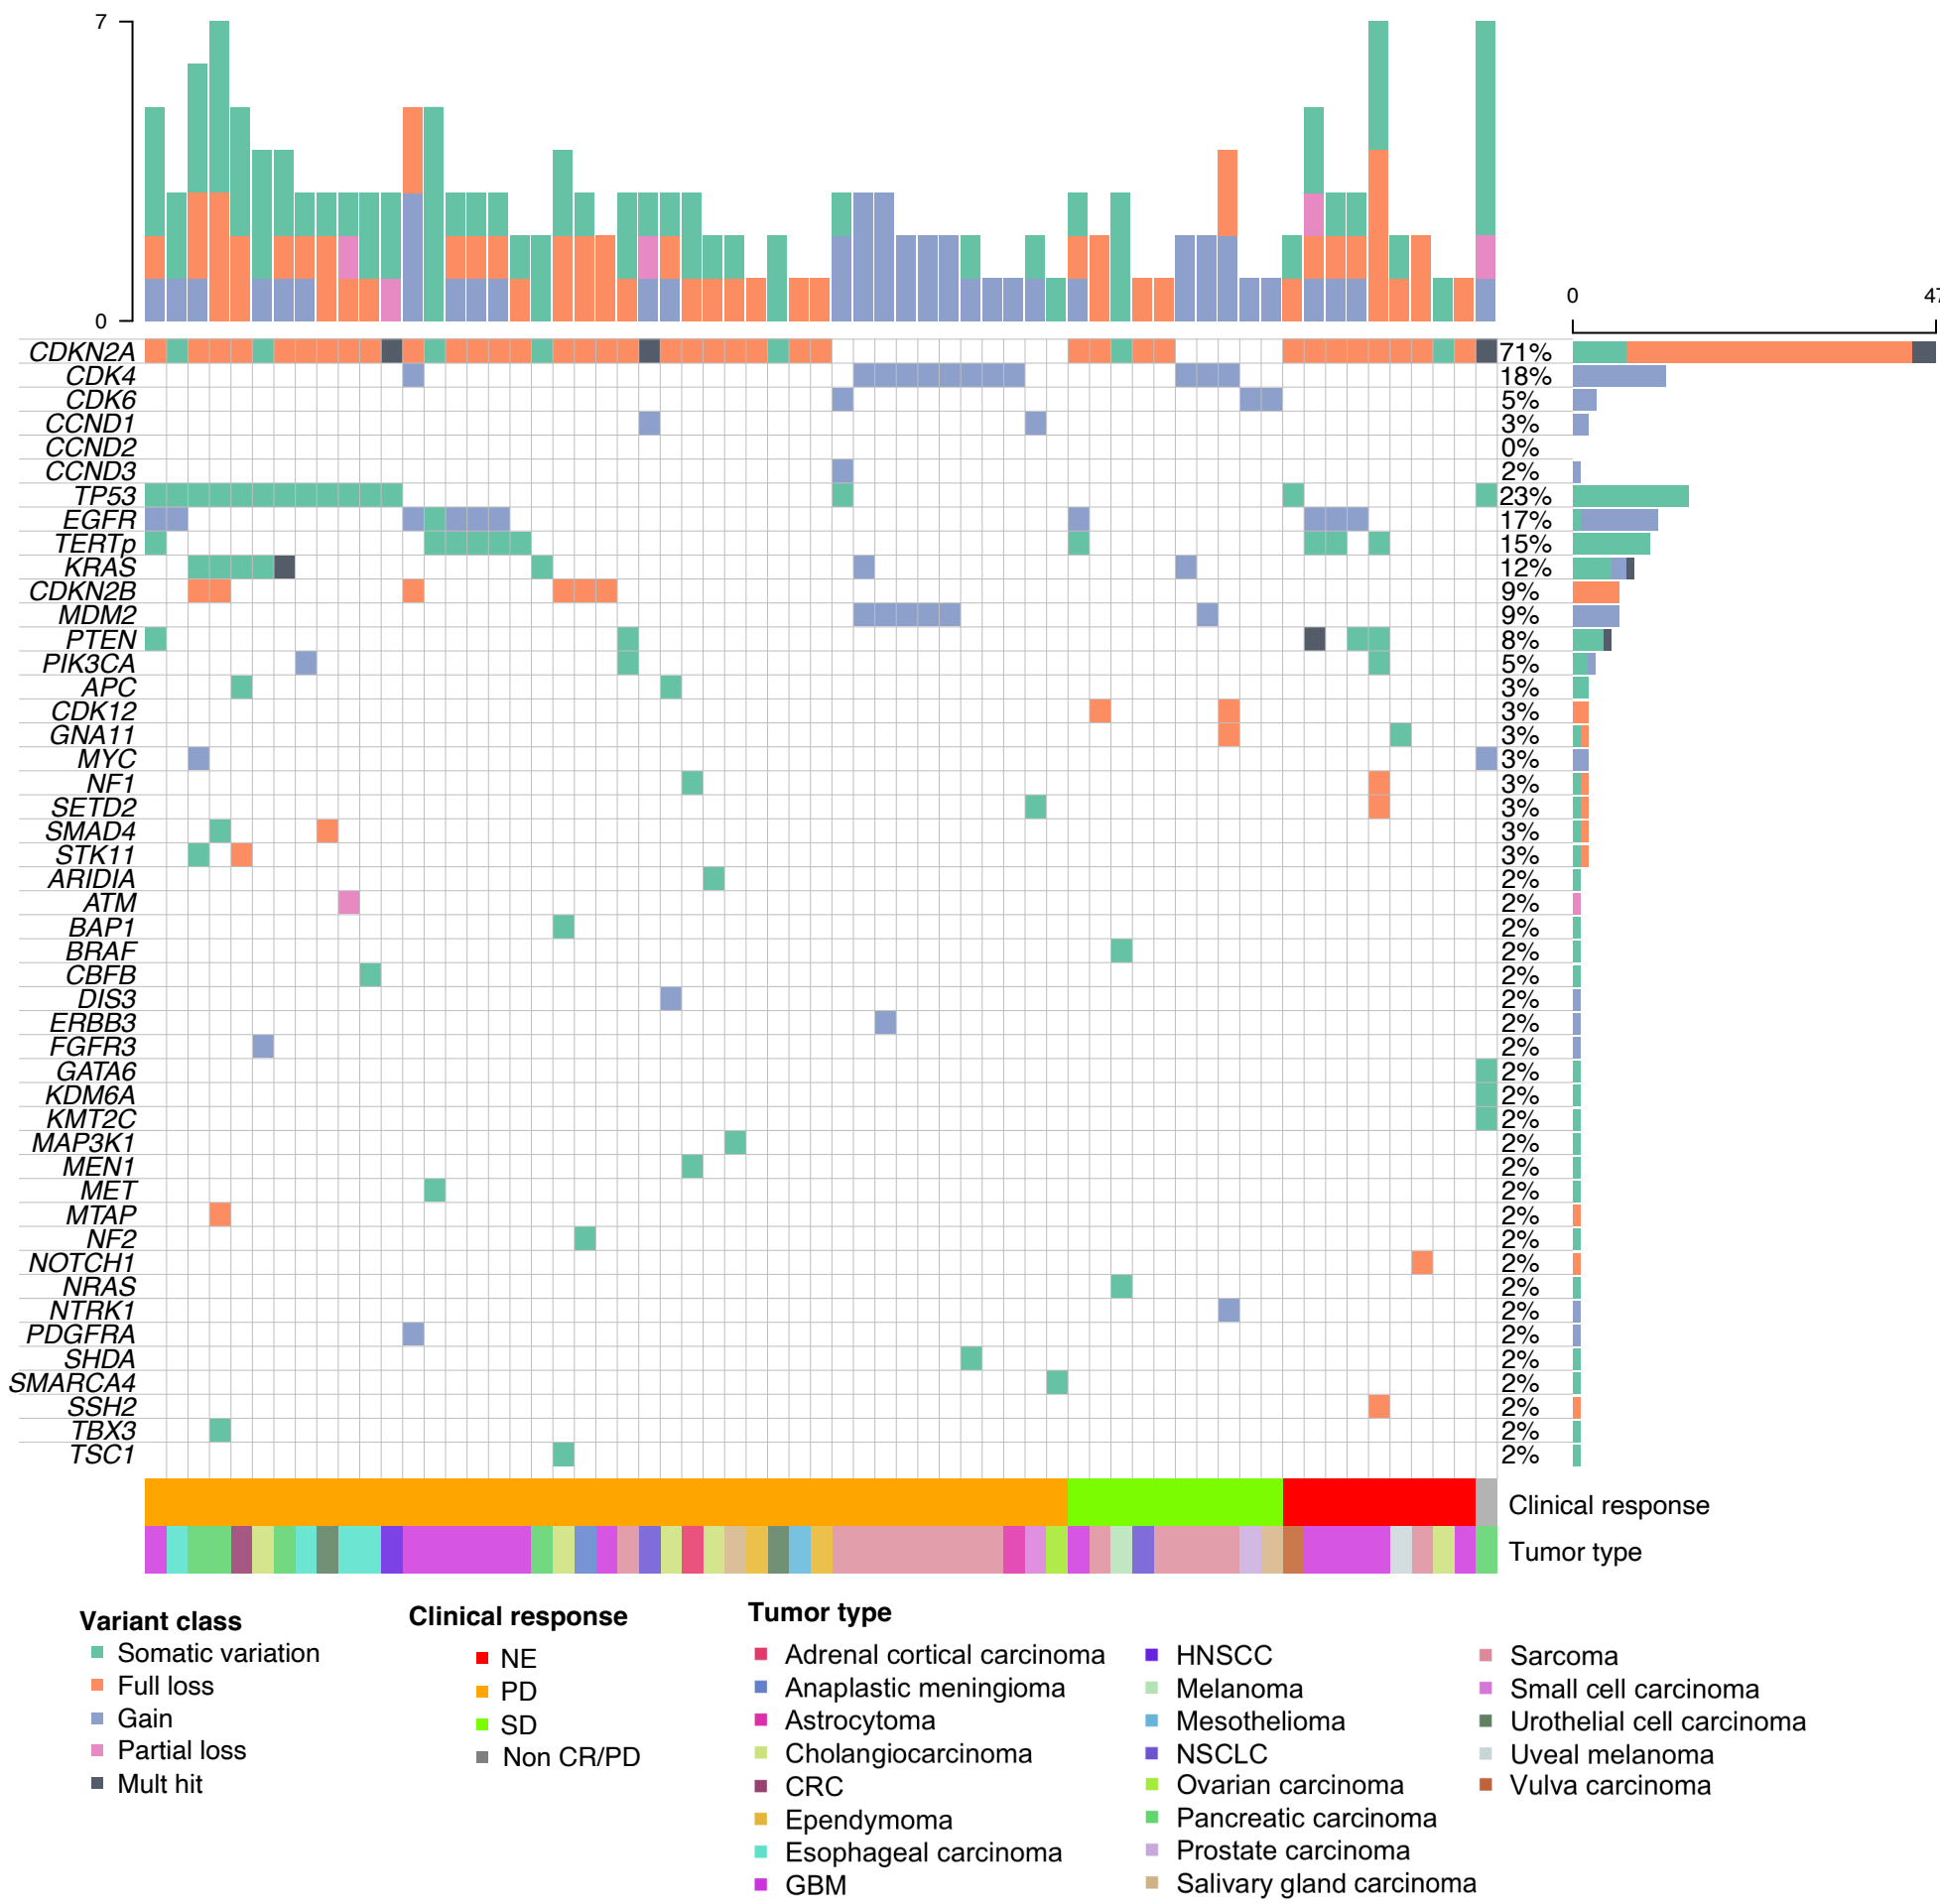 7
0
0 47
CDKN2A 71%
CDK4 18%
CDK6 5%
CCND1 3%
CCND2 0%
CCND3 2%
TP53 23%
EGFR 17%
TERTp 15%
KRAS 12%
CDKN2B 9%
MDM2 9%
PTEN 8%
PIK3CA 5%
APC 3%
CDK12 3%
GNA11 3%
MYC 3%
NF1 3%
SETD2 3%
SMAD4 3%
STK11 3%
ARIDIA 2%
ATM 2%
BAP1 2%
BRAF 2%
CBFB 2%
DIS3 2%
ERBB3 2%
FGFR3 2%
GATA6 2%
KDM6A 2%
KMT2C 2%
MAP3K1 2%
MEN1 2%
MET 2%
MTAP 2%
NF2 2%
NOTCH1 2%
NRAS 2%
NTRK1 2%
PDGFRA 2%
SHDA 2%
SMARCA4 2%
SSH2 2%
TBX3 2%
TSC1 2%
Clinical response
Tumor type
Variant class
Somatic variation
Full loss
Gain
Partial loss
Mult hit
Clinical response
NE
PD
SD
Non CR/PD
Tumor type
Adrenal cortical carcinoma
Anaplastic meningioma
Astrocytoma
Cholangiocarcinoma
CRC
Ependymoma
Esophageal carcinoma
GBM
HNSCC
Melanoma
Mesothelioma
NSCLC
Ovarian carcinoma
Pancreatic carcinoma
Prostate carcinoma
Salivary gland carcinoma
Sarcoma
Small cell carcinoma
Urothelial cell carcinoma
Uveal melanoma
Vulva carcinoma